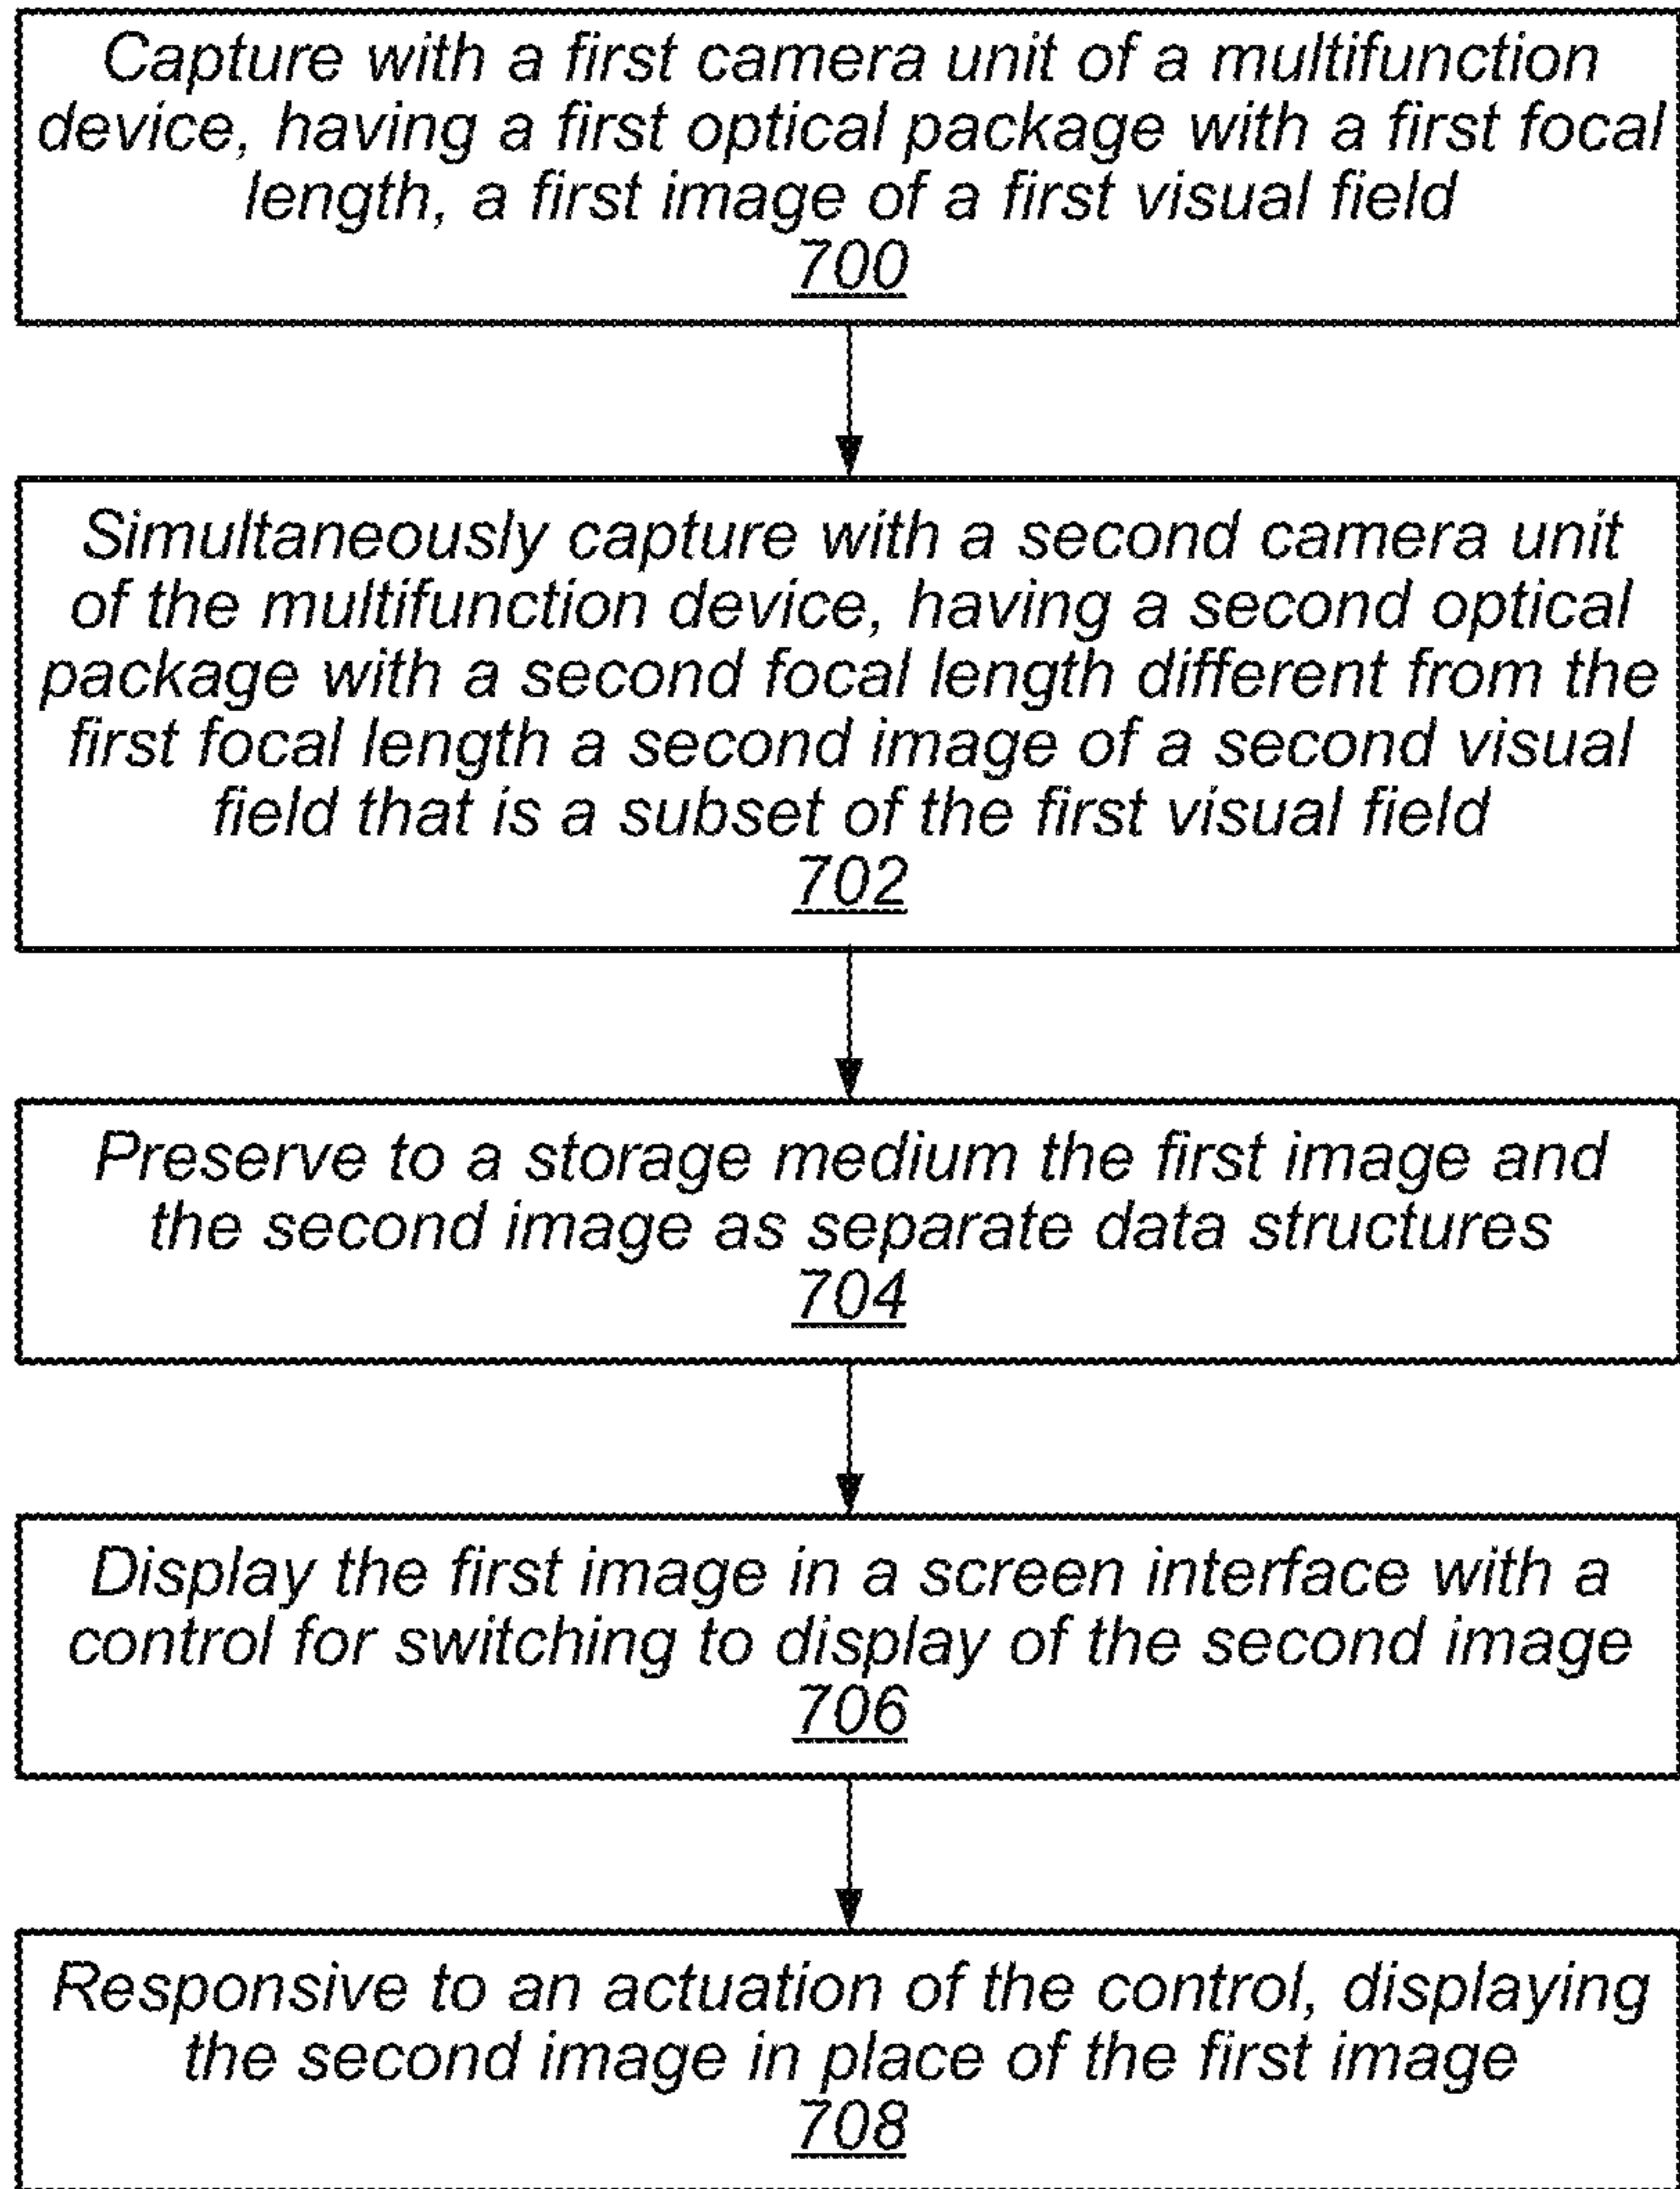 Capture with a first camera unit of a multifunction
device, having a first optical package with a first focal
length, a first image of a first visual field
700
Simultaneously capture with a second camera unit
of the multifunction device, having a second optical
package with a second focal length different from the
first focal length a second image of a second visual
field that is a subset of the first visual field
702
Preserve to a storage medium the first image and
the second image as separate data structures
704
Display the first image in a screen interface with a
control for switching to display of the second image
706
Responsive to an actuation of the control, displaying
the second image in place of the first image
708